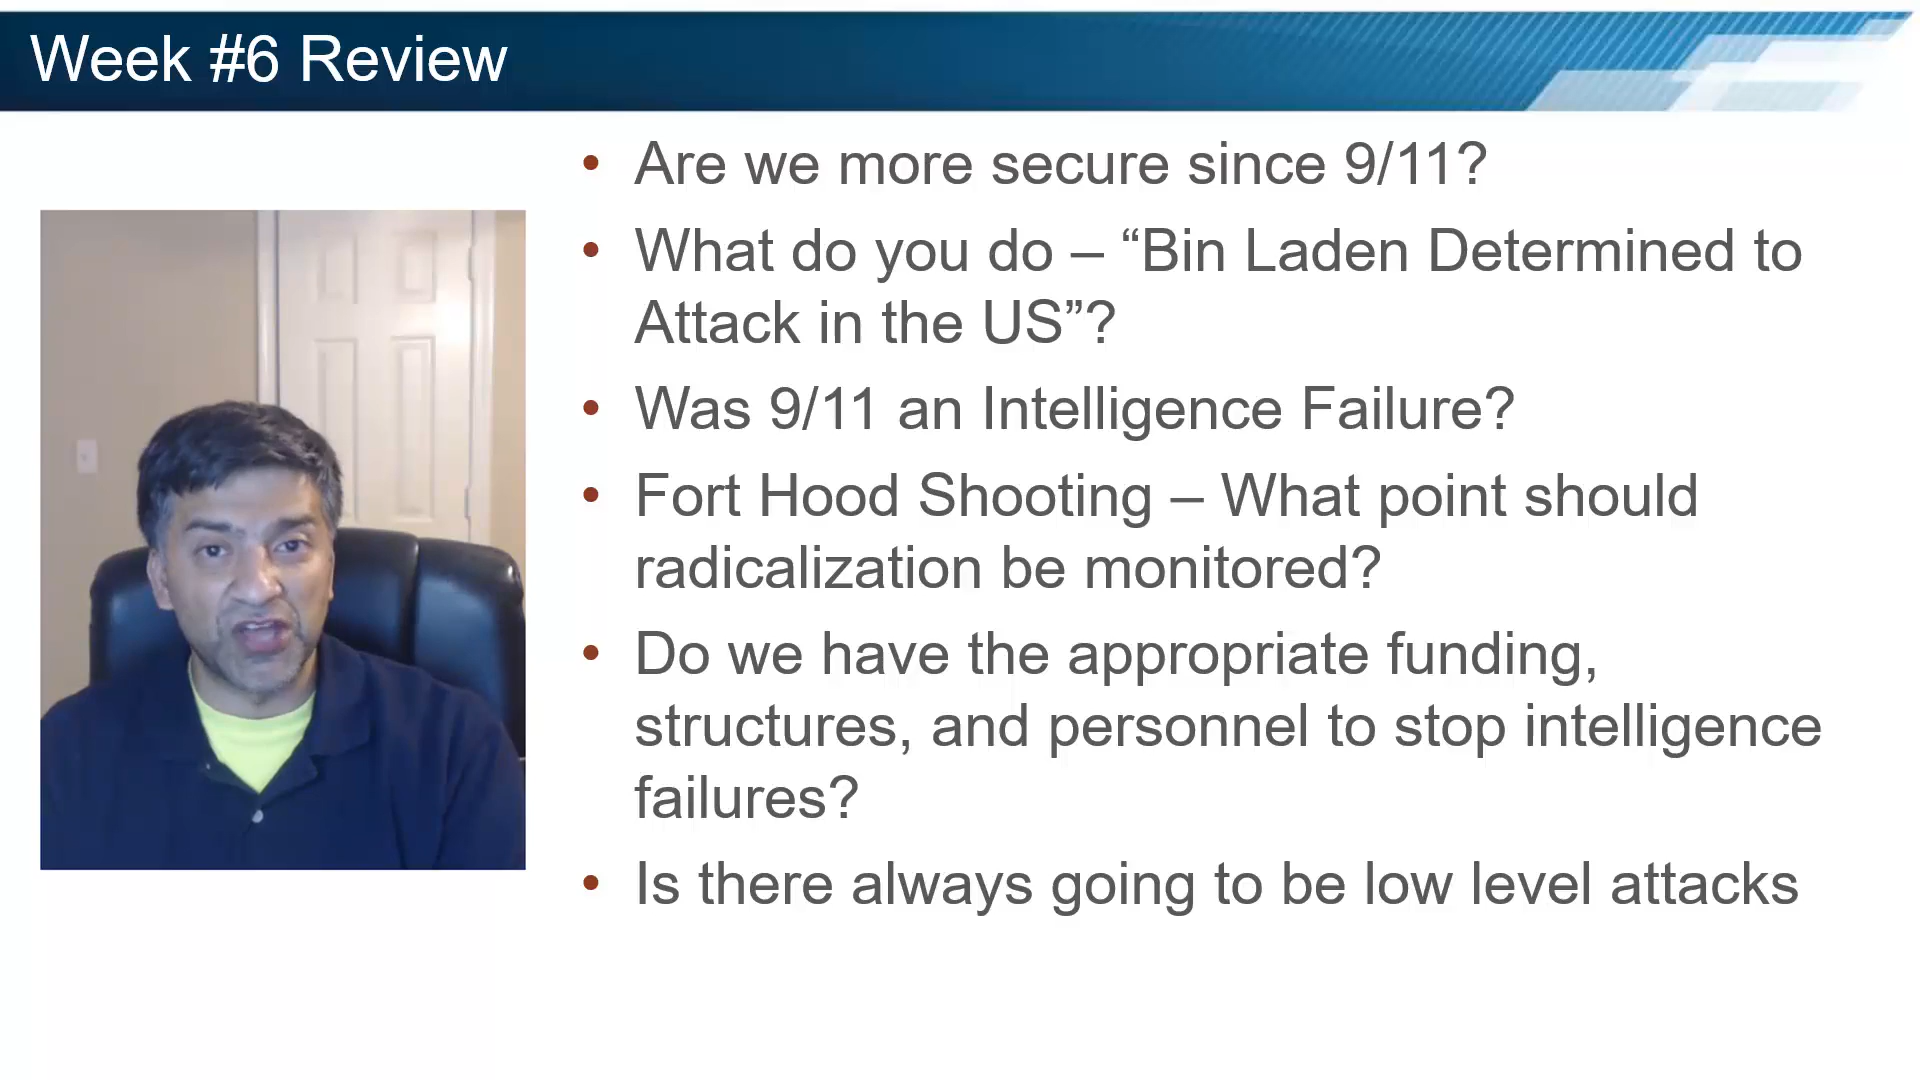 Week #6 Review
• Are we more secure since 9/11?
• What do you do – “Bin Laden Determined to
Attack in the US”?
• Was 9/11 an Intelligence Failure?
• Fort Hood Shooting – What point should
radicalization be monitored?
• Do we have the appropriate funding,
structures, and personnel to stop intelligence
failures?
• Is there always going to be low level attacks